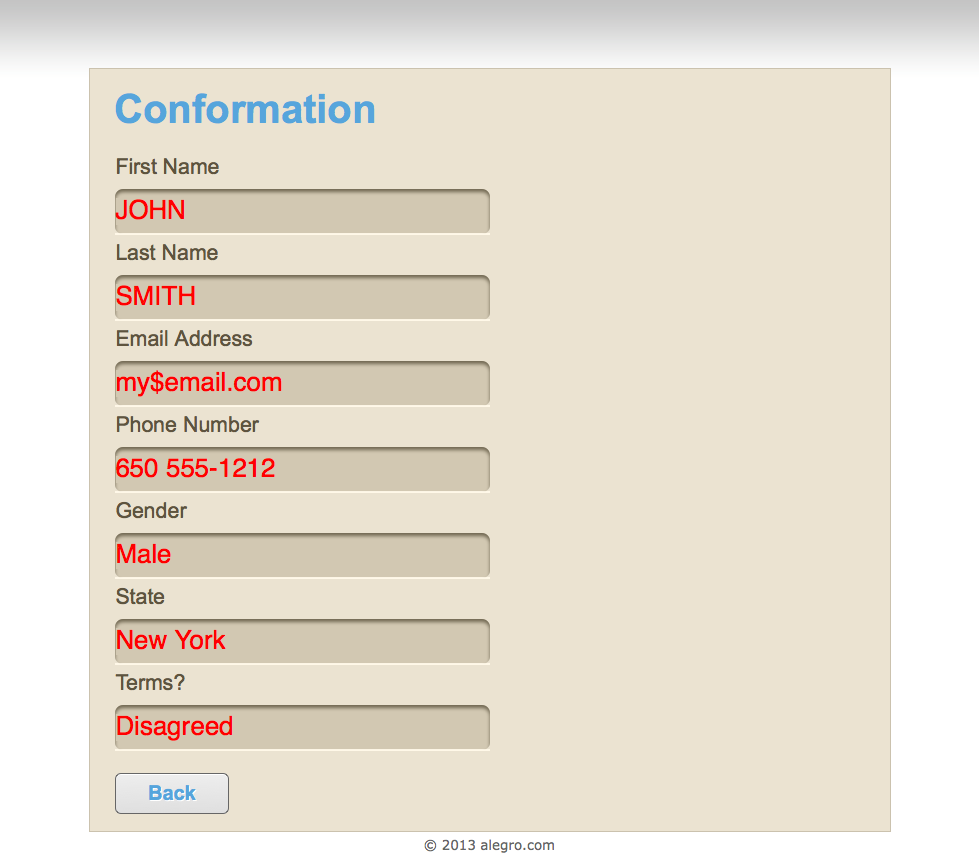 Conformation
First Name
JOHN
Last Name
SMITH
Email Address
my$email.com
Phone Number
650 555-1212
Gender
Male
State
New York
Terms?
Disagreed
Back
© 2013 alegro.com